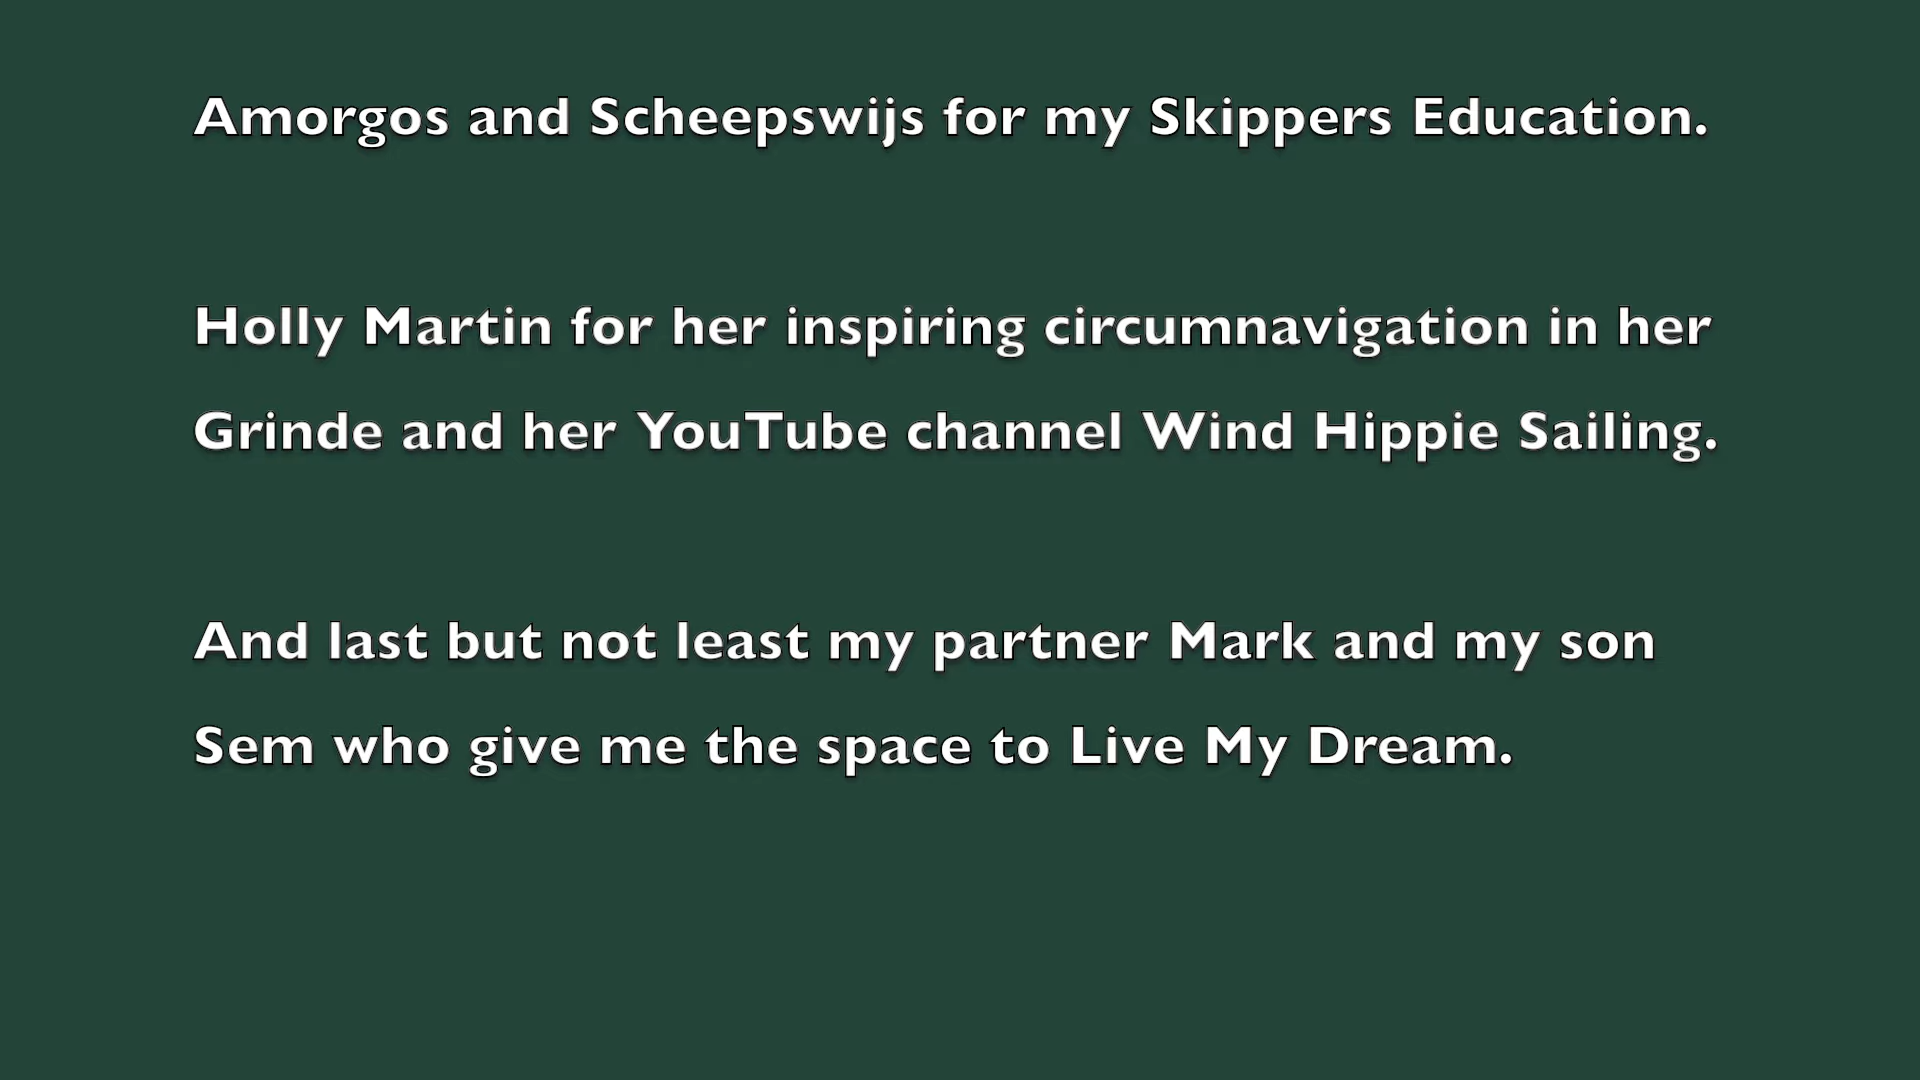 Amorgos and Scheepswijs for my Skippers Education.
Holly Martin for her inspiring circumnavigation in her
Grinde and her YouTube channel Wind Hippie Sailing.
And last but not least my partner Mark and my son
Sem who give me the space to Live My Dream.